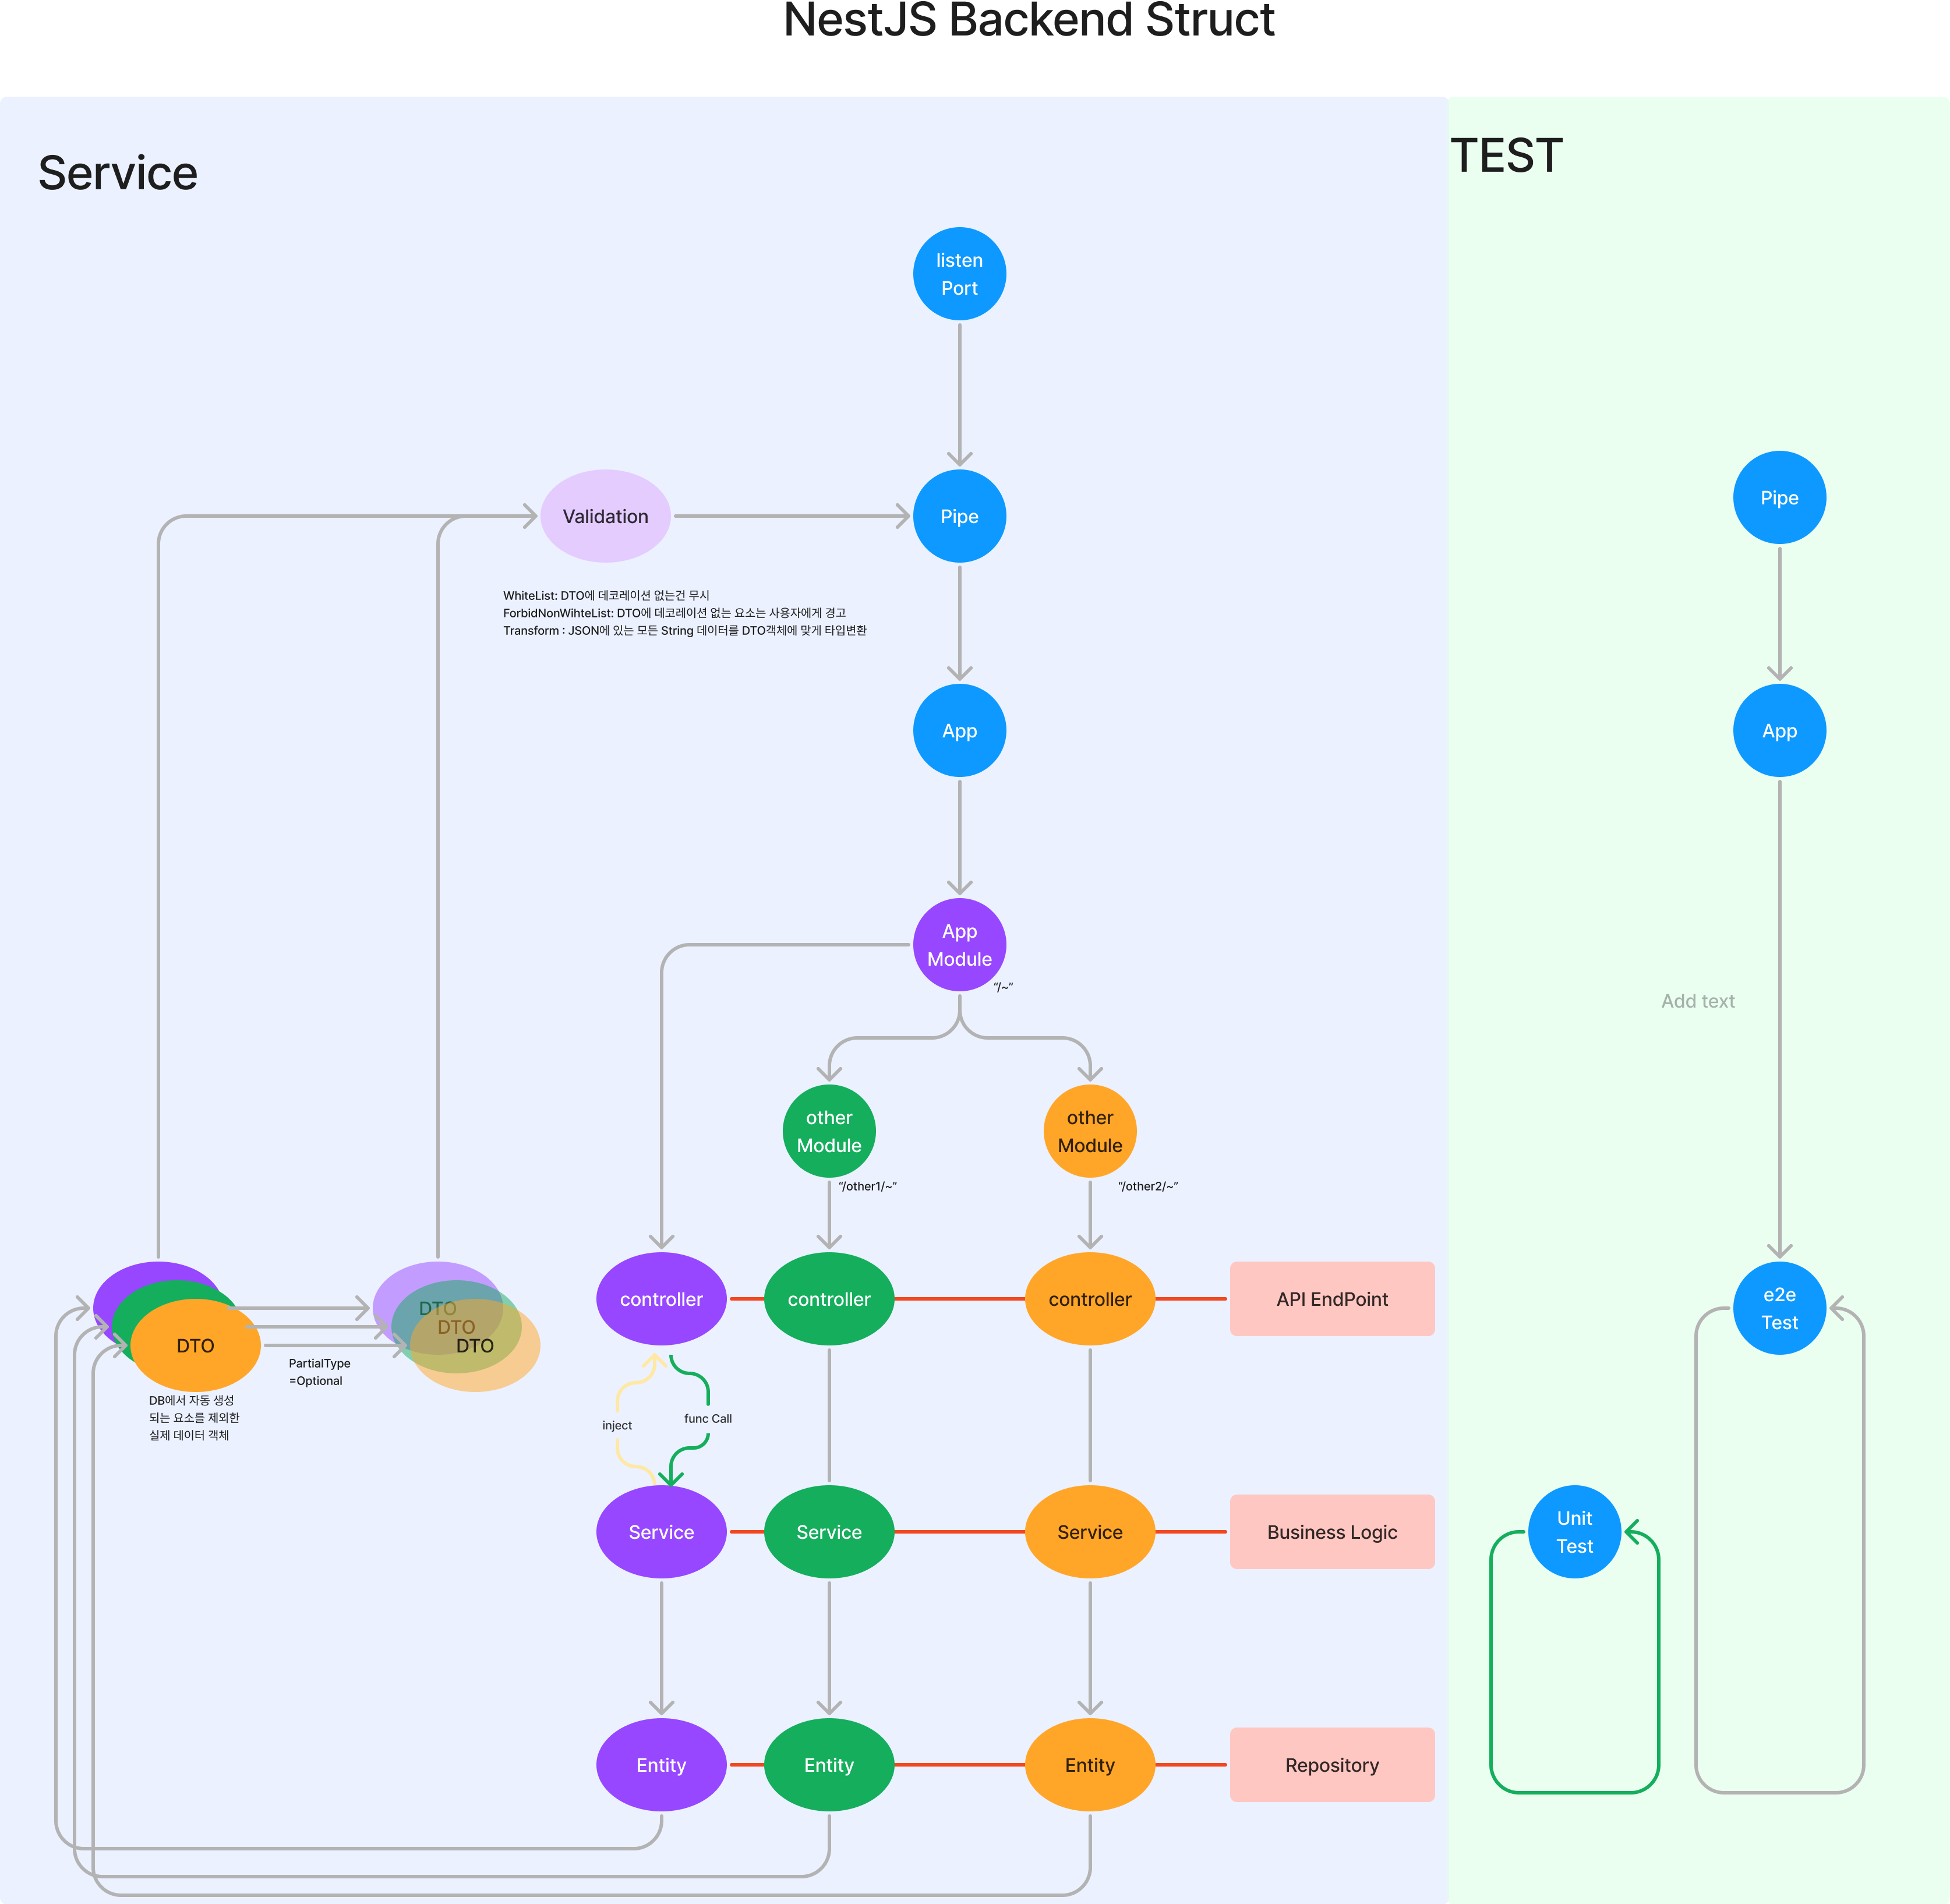 NestJS Backend Struct
Service
TEST
listen
Port
Validation
Pipe
Pipe
WhiteList: DTO에 데코레이션 없는건 무시
ForbidNonWihteList: DTO에 데코레이션 없는 요소는 사용자에게 경고
Transform : JSON에 있는 모든 String 데이터를 DTO객체에 맞게 타입변환
App
App
App
Module
“/~”
Add text
other
Module
other
Module
“/other1/~”
“/other2/~”
DTO
DTO
DTO
DTO
PartialType
=Optional
DB에서 자동 생성
되는 요소를 제외한
실제 데이터 객체
controller
controller
controller
API EndPoint
e2e
Test
inject
func Call
Service
Service
Service
Business Logic
Unit
Test
Entity
Entity
Entity
Repository